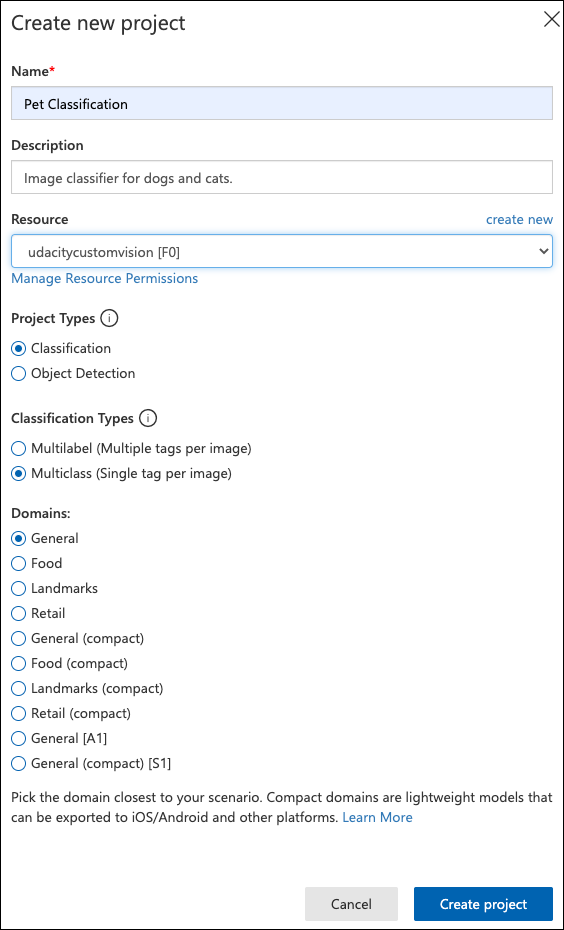 Create new project
Name*
Pet Classification
Description
Image classifier for dogs and cats.
Resource create new
udacitycustomvision [F0]
Manage Resource Permissions
Project Types i
Classification
Object Detection
Classification Types i
Multilabel (Multiple tags per image)
Multiclass (Single tag per image)
Domains:
General
Food
Landmarks
Retail
General (compact)
Food (compact)
Landmarks (compact)
Retail (compact)
General [A1]
General (compact) [S1]
Pick the domain closest to your scenario. Compact domains are lightweight models that
can be exported to iOS/Android and other platforms. Learn More
Cancel Create project